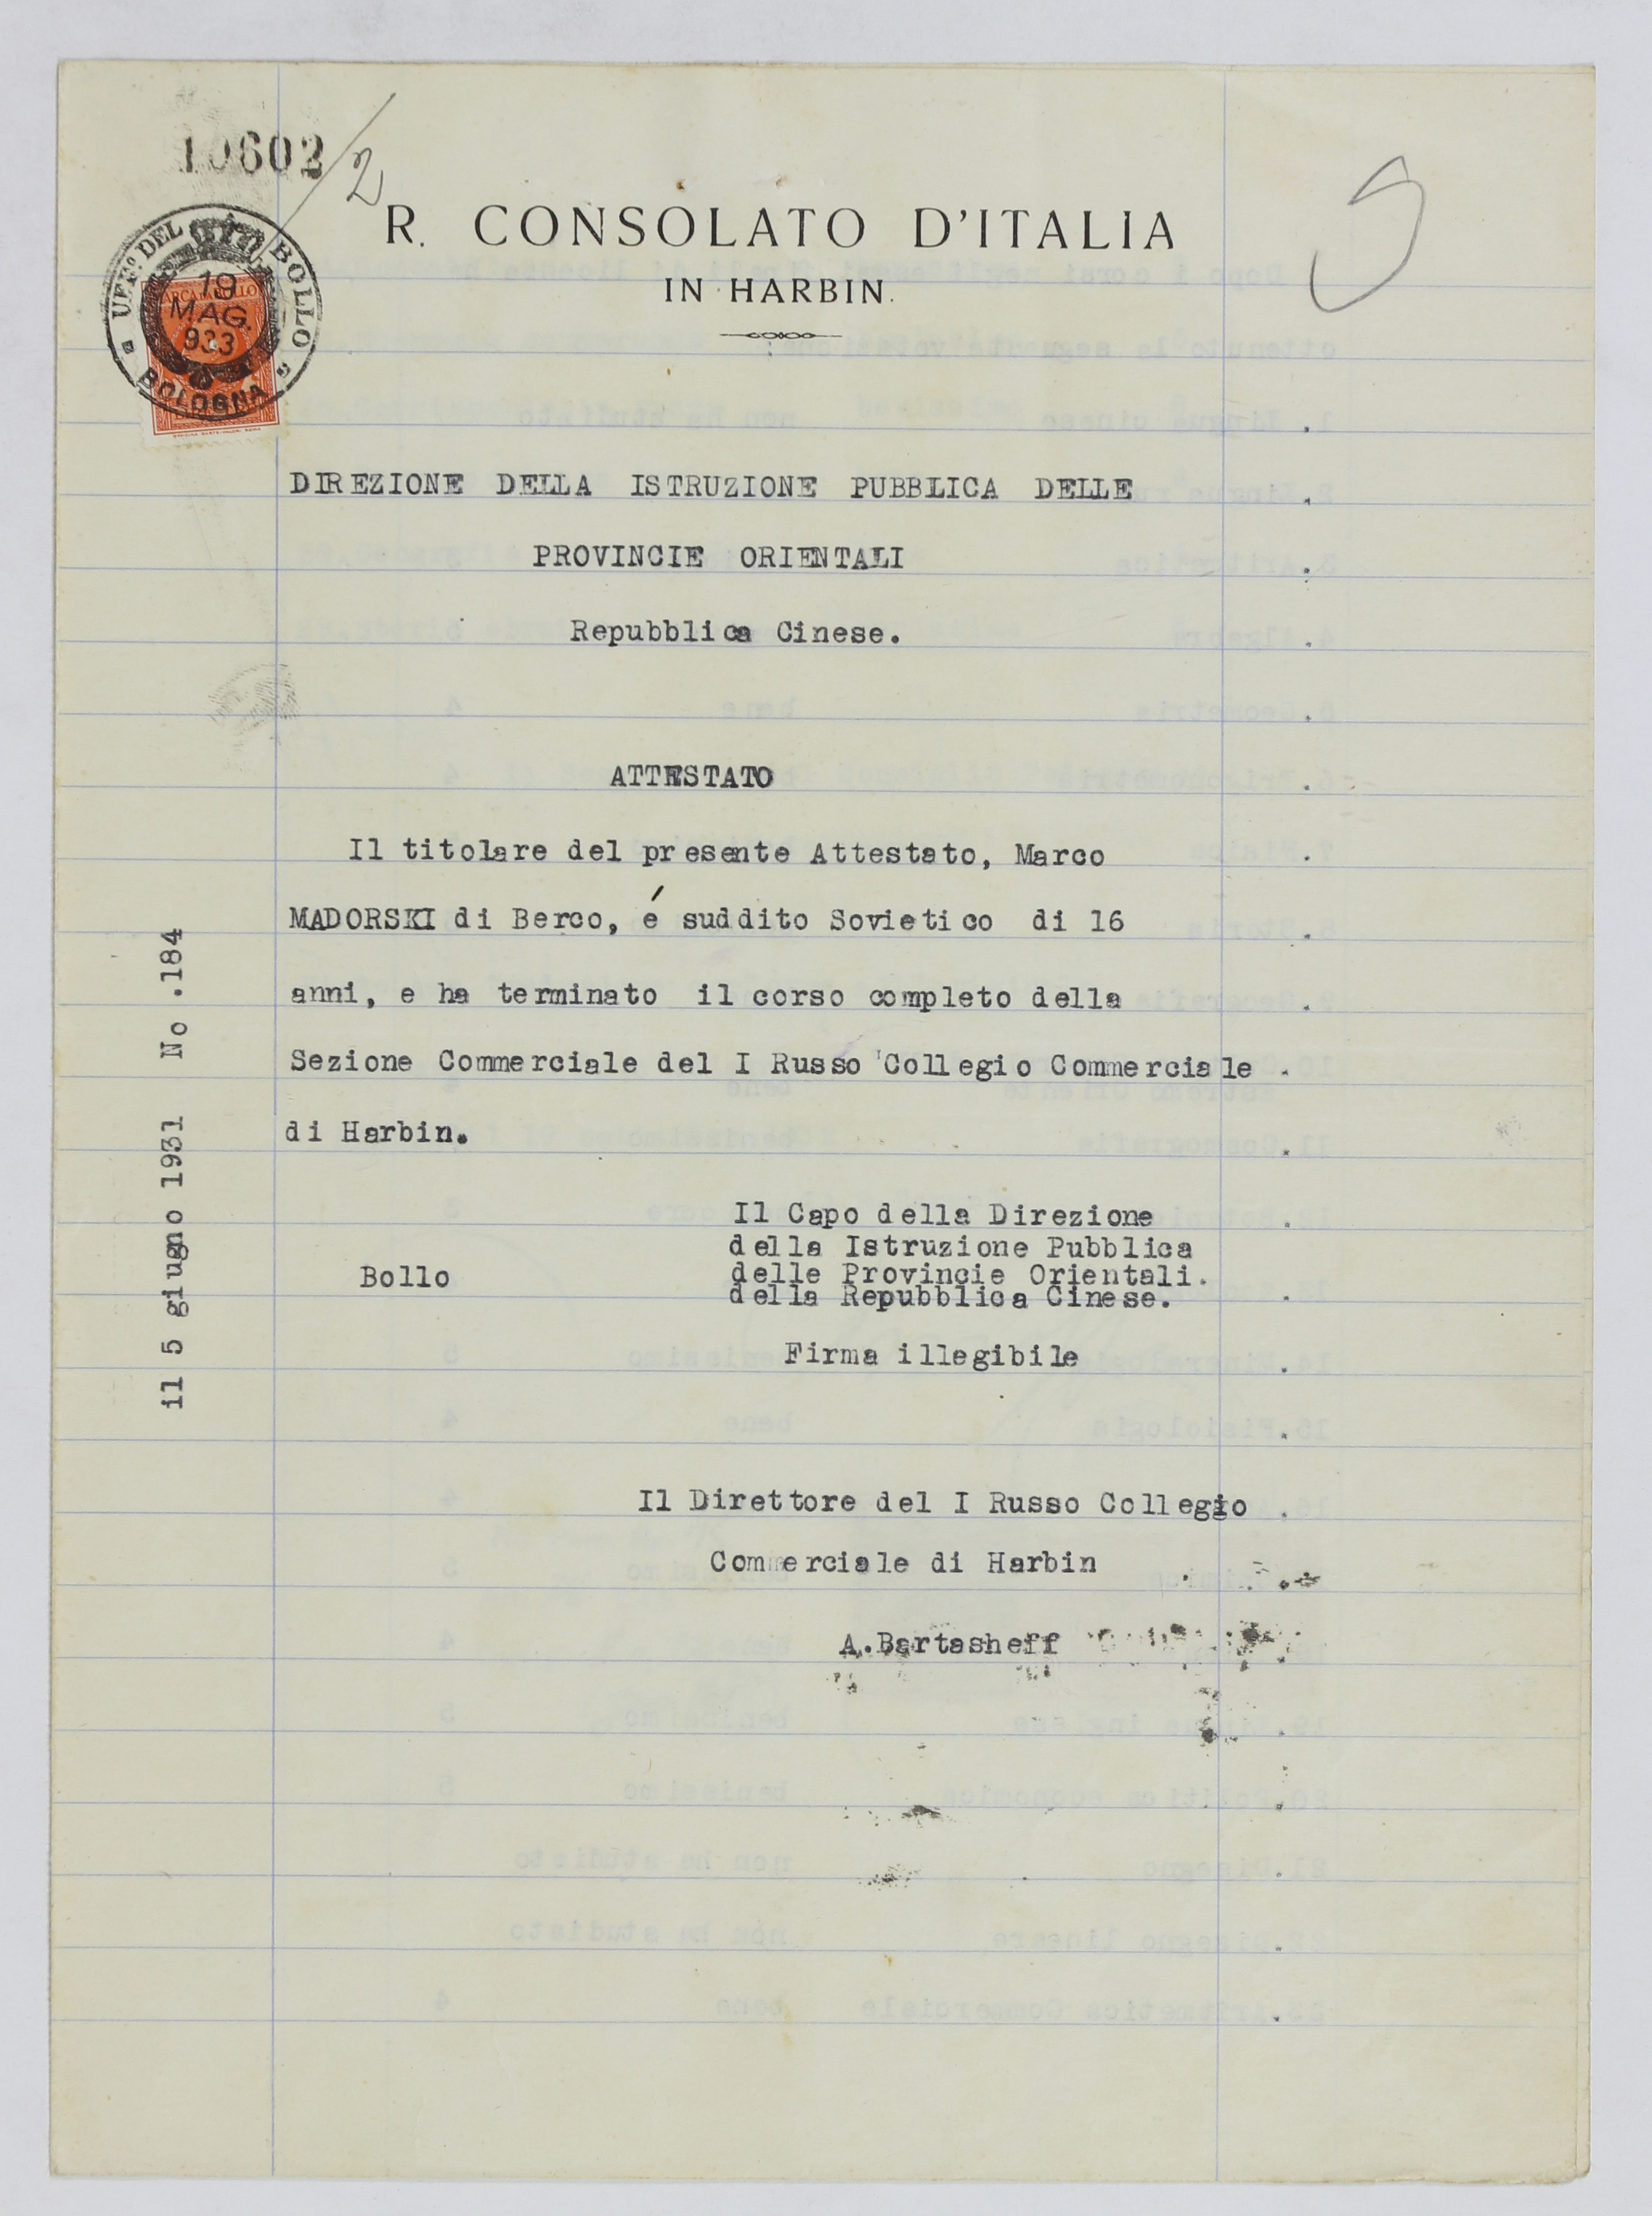 10602
2
R. CONSOLATO D'ITALIA
IN HARBIN.
UFF° DEL BOLLO
19
MAG.
933
BOLOGNA
5
DIREZIONE DELLA ISTRUZIONE PUBBLICA DELLE
PROVINCIE ORIENTALI
Repubblica Cinese.
ATTESTATO
Il titolare del presente Attestato, Marco
MADORSKI di Berco, é suddito Sovietico di 16
anni, e ha terminato il corso completo della
Sezione Commerciale del I Russo Collegio Commerciale
di Harbin.
il 5 giugno 1931 No .184
Il Capo della Direzione
della Istruzione Pubblica
Bollo
delle Provincie Orientali.
della Repubblica Cinese.
Firma illegibile
Il Direttore del I Russo Collegio
Commerciale di Harbin
A.Bartasheff